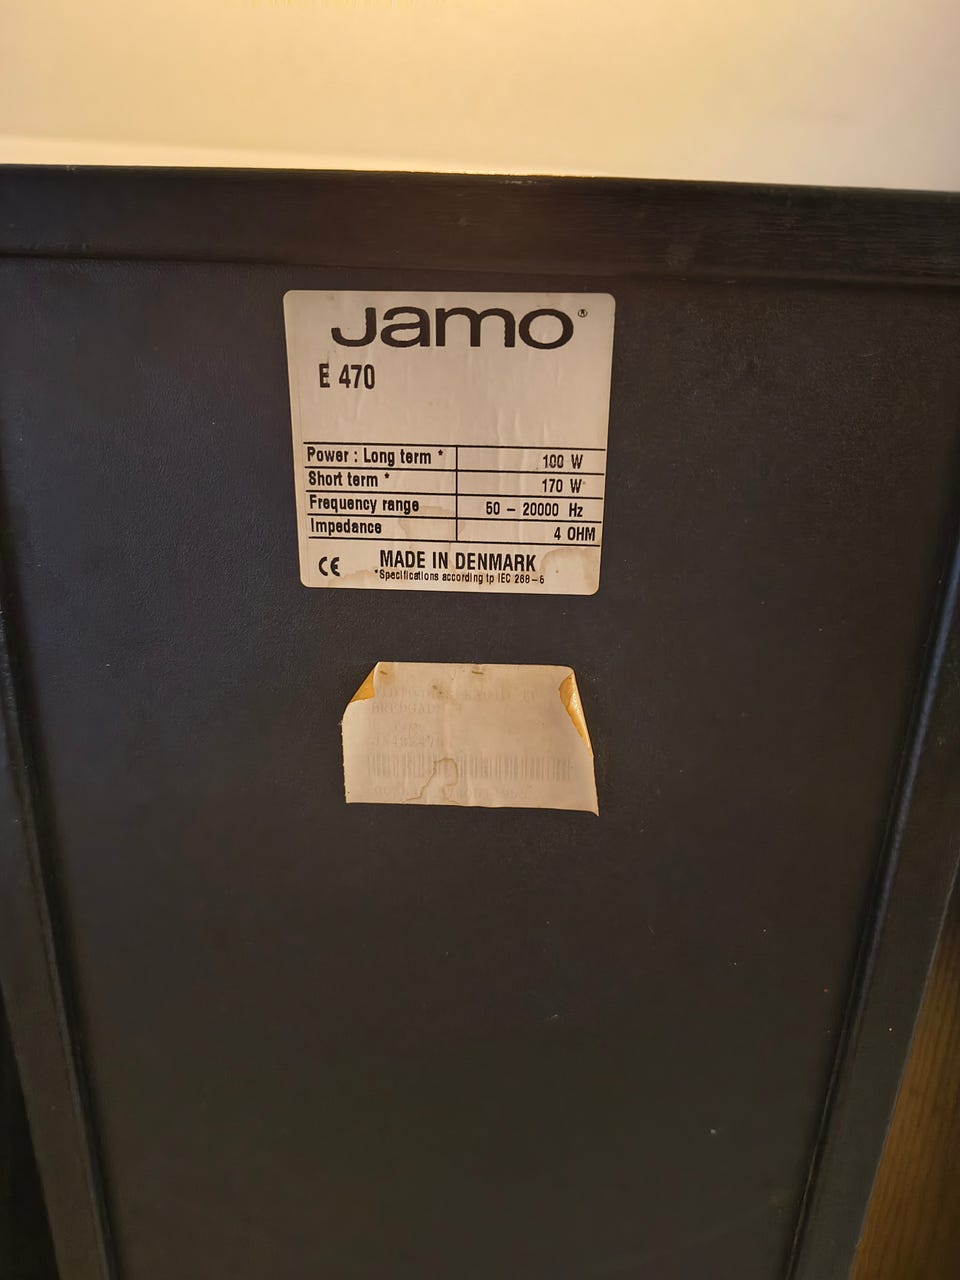 Jamo®
E 470
Power : Long term * 100 W
Short term * 170 W
Frequency range 50 – 20000 Hz
Impedance 4 OHM
CE MADE IN DENMARK
*Specifications according to IEC 268-5